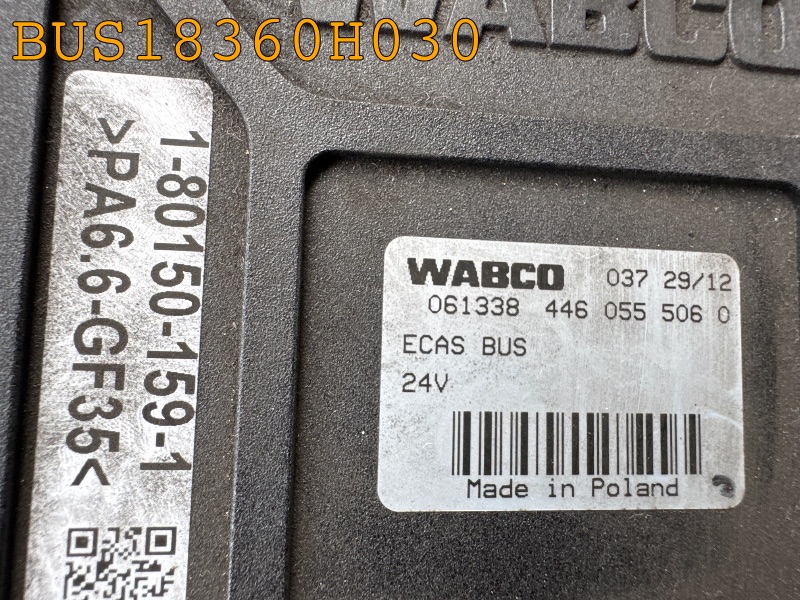 BUS18360H030
WABCO
1-80150-159-1
>PA6.6-GF35<
WABCO 037 29/12
061338 446 055 506 0
ECAS BUS
24V
Made in Poland